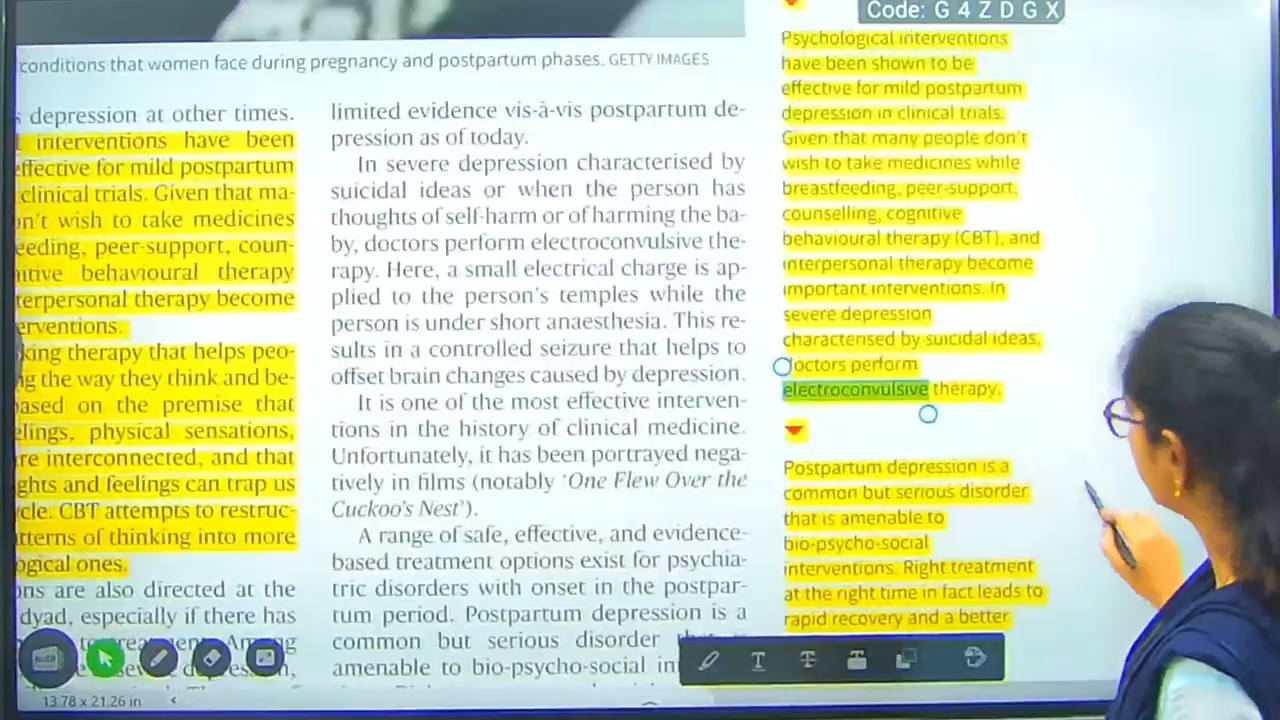 Code: G 4 Z D G X
conditions that women face during pregnancy and postpartum phases. GETTY IMAGES
depression at other times.
interventions have been
effective for mild postpartum
clinical trials. Given that ma-
n't wish to take medicines
eeding, peer-support, coun-
nitive behavioural therapy
terpersonal therapy become
erventions.
king therapy that helps peo-
ng the way they think and be-
ased on the premise that
elings, physical sensations,
re interconnected, and that
ghts and feelings can trap us
cle. CBT attempts to restruc-
tterns of thinking into more
ogical ones.
ns are also directed at the
dyad, especially if there has
limited evidence vis-à-vis postpartum de-
pression as of today.
In severe depression characterised by
suicidal ideas or when the person has
thoughts of self-harm or of harming the ba-
by, doctors perform electroconvulsive the-
rapy. Here, a small electrical charge is ap-
plied to the person's temples while the
person is under short anaesthesia. This re-
sults in a controlled seizure that helps to
offset brain changes caused by depression.
It is one of the most effective interven-
tions in the history of clinical medicine.
Unfortunately, it has been portrayed nega-
tively in films (notably 'One Flew Over the
Cuckoo's Nest').
A range of safe, effective, and evidence-
based treatment options exist for psychia-
tric disorders with onset in the postpar-
tum period. Postpartum depression is a
common but serious disorder
amenable to bio-psycho-social in
Psychological interventions
have been shown to be
effective for mild postpartum
depression in clinical trials.
Given that many people don't
wish to take medicines while
breastfeeding, peer-support,
counselling, cognitive
behavioural therapy (CBT), and
interpersonal therapy become
important interventions. In
severe depression
characterised by suicidal ideas,
doctors perform
electroconvulsive therapy.
Postpartum depression is a
common but serious disorder
that is amenable to
bio-psycho-social
interventions. Right treatment
at the right time in fact leads to
rapid recovery and a better
13.78 x 21.26 in